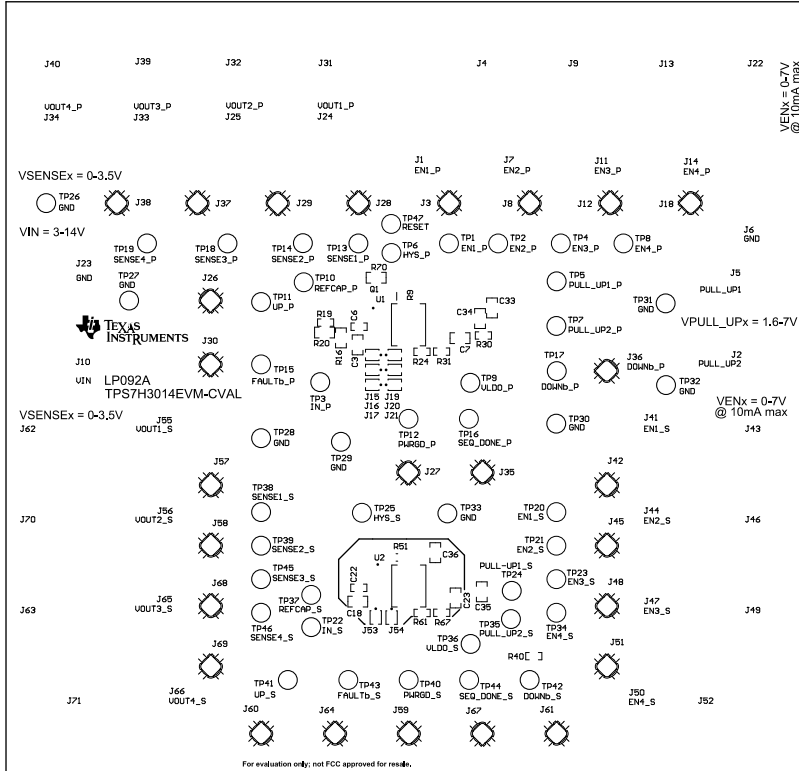 J40 J39 J32 J31 J4 J9 J13 J22
VENx = 0-7V
@ 10mA max
VOUT4_P VOUT3_P VOUT2_P VOUT1_P
J34 J33 J25 J24
J1 J7 J11 J14
EN1_P EN2_P EN3_P EN4_P
VSENSEx = 0-3.5V
TP26
GND
J38 J37 J29 J28 J3 J8 J12 J18
TP47
RESET
VIN = 3-14V
J6
GND
TP19
SENSE4_P
TP18
SENSE3_P
TP14
SENSE2_P
TP13
SENSE1_P
TP6
HYS_P
TP1
EN1_P
TP2
EN2_P
TP4
EN3_P
TP8
EN4_P
J23
GND
TP27
GND
J26
TP10
REFCAP_P
R70
Q1
TP5
PULL_UP1_P
J5
PULL_UP1
TP11
UP_P
U1
R9
C33
C34
TP31
GND
VPULL_UPx = 1.6-7V
TEXAS
INSTRUMENTS
R19
R20
R16
C6
C3
C7
R30
TP7
PULL_UP2_P
J10
VIN
J30
R24 R31
J36
DOWNb_P
J2
PULL_UP2
LP092A
TPS7H3014EVM-CVAL
TP15
FAULTb_P
TP3
IN_P
J15 J19
J16 J20
J17 J21
TP9
VLDO_P
TP17
DOWNb_P
TP32
GND
VENx = 0-7V
@ 10mA max
VSENSEx = 0-3.5V
J62
J55
VOUT1_S
TP28
GND
TP29
GND
TP12
PWRGD_P
TP16
SEQ_DONE_P
TP30
GND
J41
EN1_S
J43
J57 J27 J35 J42
TP38
SENSE1_S
J70
J56
VOUT2_S
J58
TP25
HYS_S
TP33
GND
TP20
EN1_S
J44
EN2_S
J45
J46
TP39
SENSE2_S
U2
R51
C36
TP21
EN2_S
PULL-UP1_S
TP24
TP45
SENSE3_S
C22
TP23
EN3_S
J68
J48
J63
J65
VOUT3_S
TP37
REFCAP_S
C18
C23
C35
J47
EN3_S
J49
TP46
SENSE4_S
TP22
IN_S
J53 J54 R61 R67
TP35
PULL_UP2_S
TP34
EN4_S
J69
TP36
VLDO_S
R40
J51
J71
J66
VOUT4_S
TP41
UP_S
TP43
FAULTb_S
TP40
PWRGD_S
TP44
SEQ_DONE_S
TP42
DOWNb_S
J50
EN4_S
J52
J60 J64 J59 J67 J61
For evaluation only; not FCC approved for resale.